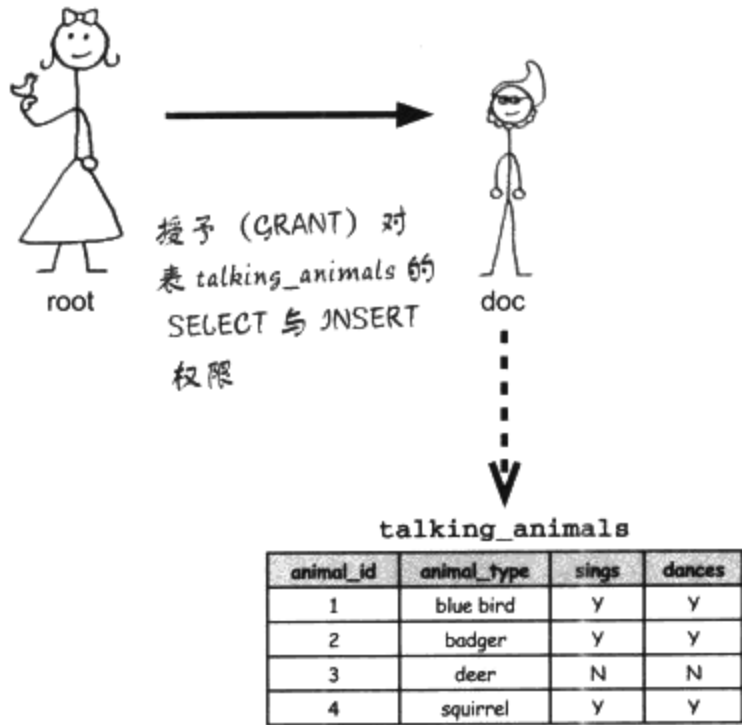 root
授予（GRANT）对
表 talking_animals 的
SELECT 与 INSERT
权限
doc
talking_animals
animal_id animal_type sings dances
1 blue bird Y Y
2 badger Y Y
3 deer N N
4 squirrel Y Y